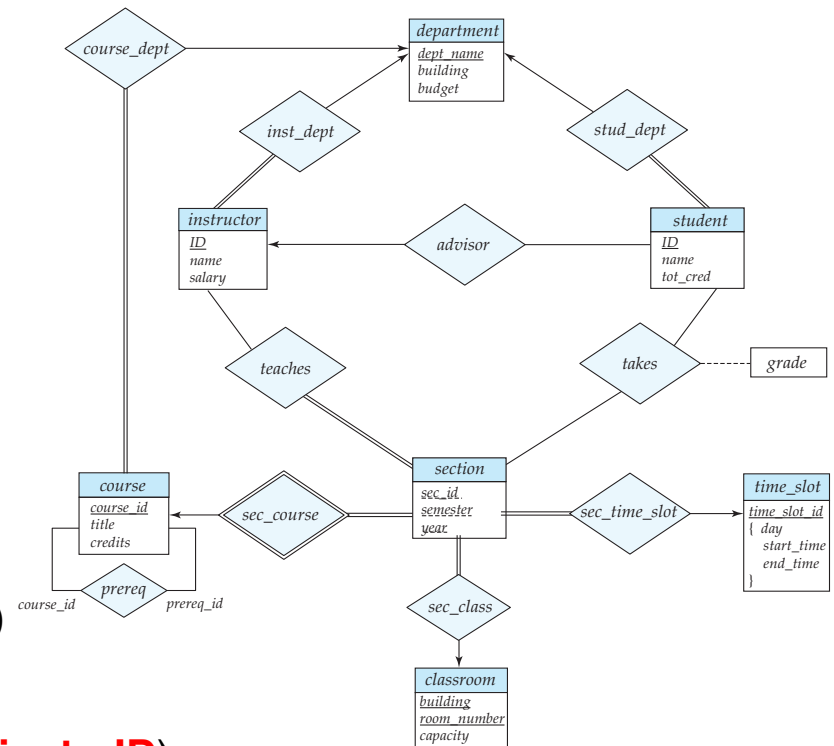 department
dept_name
building
budget
course_dept
inst_dept
stud_dept
instructor
ID
name
salary
advisor
student
ID
name
tot_cred
teaches
takes
grade
course
course_id
title
credits
sec_course
section
sec_id
semester
year
sec_time_slot
time_slot
time_slot_id
{ day
start_time
end_time
}
prereq
course_id
prereq_id
sec_class
)
classroom
building
room_number
capacity
ID)